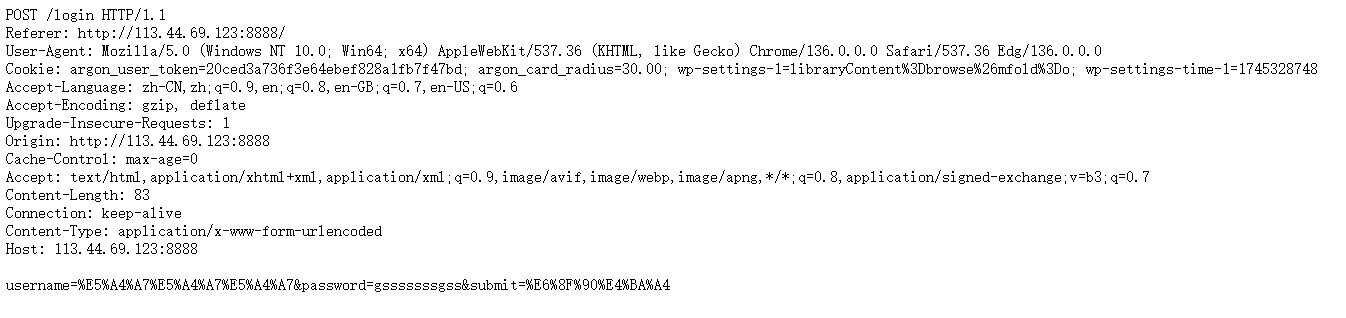 POST /login HTTP/1.1
Referer: http://113.44.69.123:8888/
User-Agent: Mozilla/5.0 (Windows NT 10.0; Win64; x64) AppleWebKit/537.36 (KHTML, like Gecko) Chrome/136.0.0.0 Safari/537.36 Edg/136.0.0.0
Cookie: argon_user_token=20ced3a736f3e64ebef828a1fb7f47bd; argon_card_radius=30.00; wp-settings-1=libraryContent%3Dbrowse%26mfold%3Do; wp-settings-time-1=1745328748
Accept-Language: zh-CN,zh;q=0.9,en;q=0.8,en-GB;q=0.7,en-US;q=0.6
Accept-Encoding: gzip, deflate
Upgrade-Insecure-Requests: 1
Origin: http://113.44.69.123:8888
Cache-Control: max-age=0
Accept: text/html,application/xhtml+xml,application/xml;q=0.9,image/avif,image/webp,image/apng,*/*;q=0.8,application/signed-exchange;v=b3;q=0.7
Content-Length: 83
Connection: keep-alive
Content-Type: application/x-www-form-urlencoded
Host: 113.44.69.123:8888
username=%E5%A4%A7%E5%A4%A7%E5%A4%A7&password=gsssssssgss&submit=%E6%8F%90%E4%BA%A4